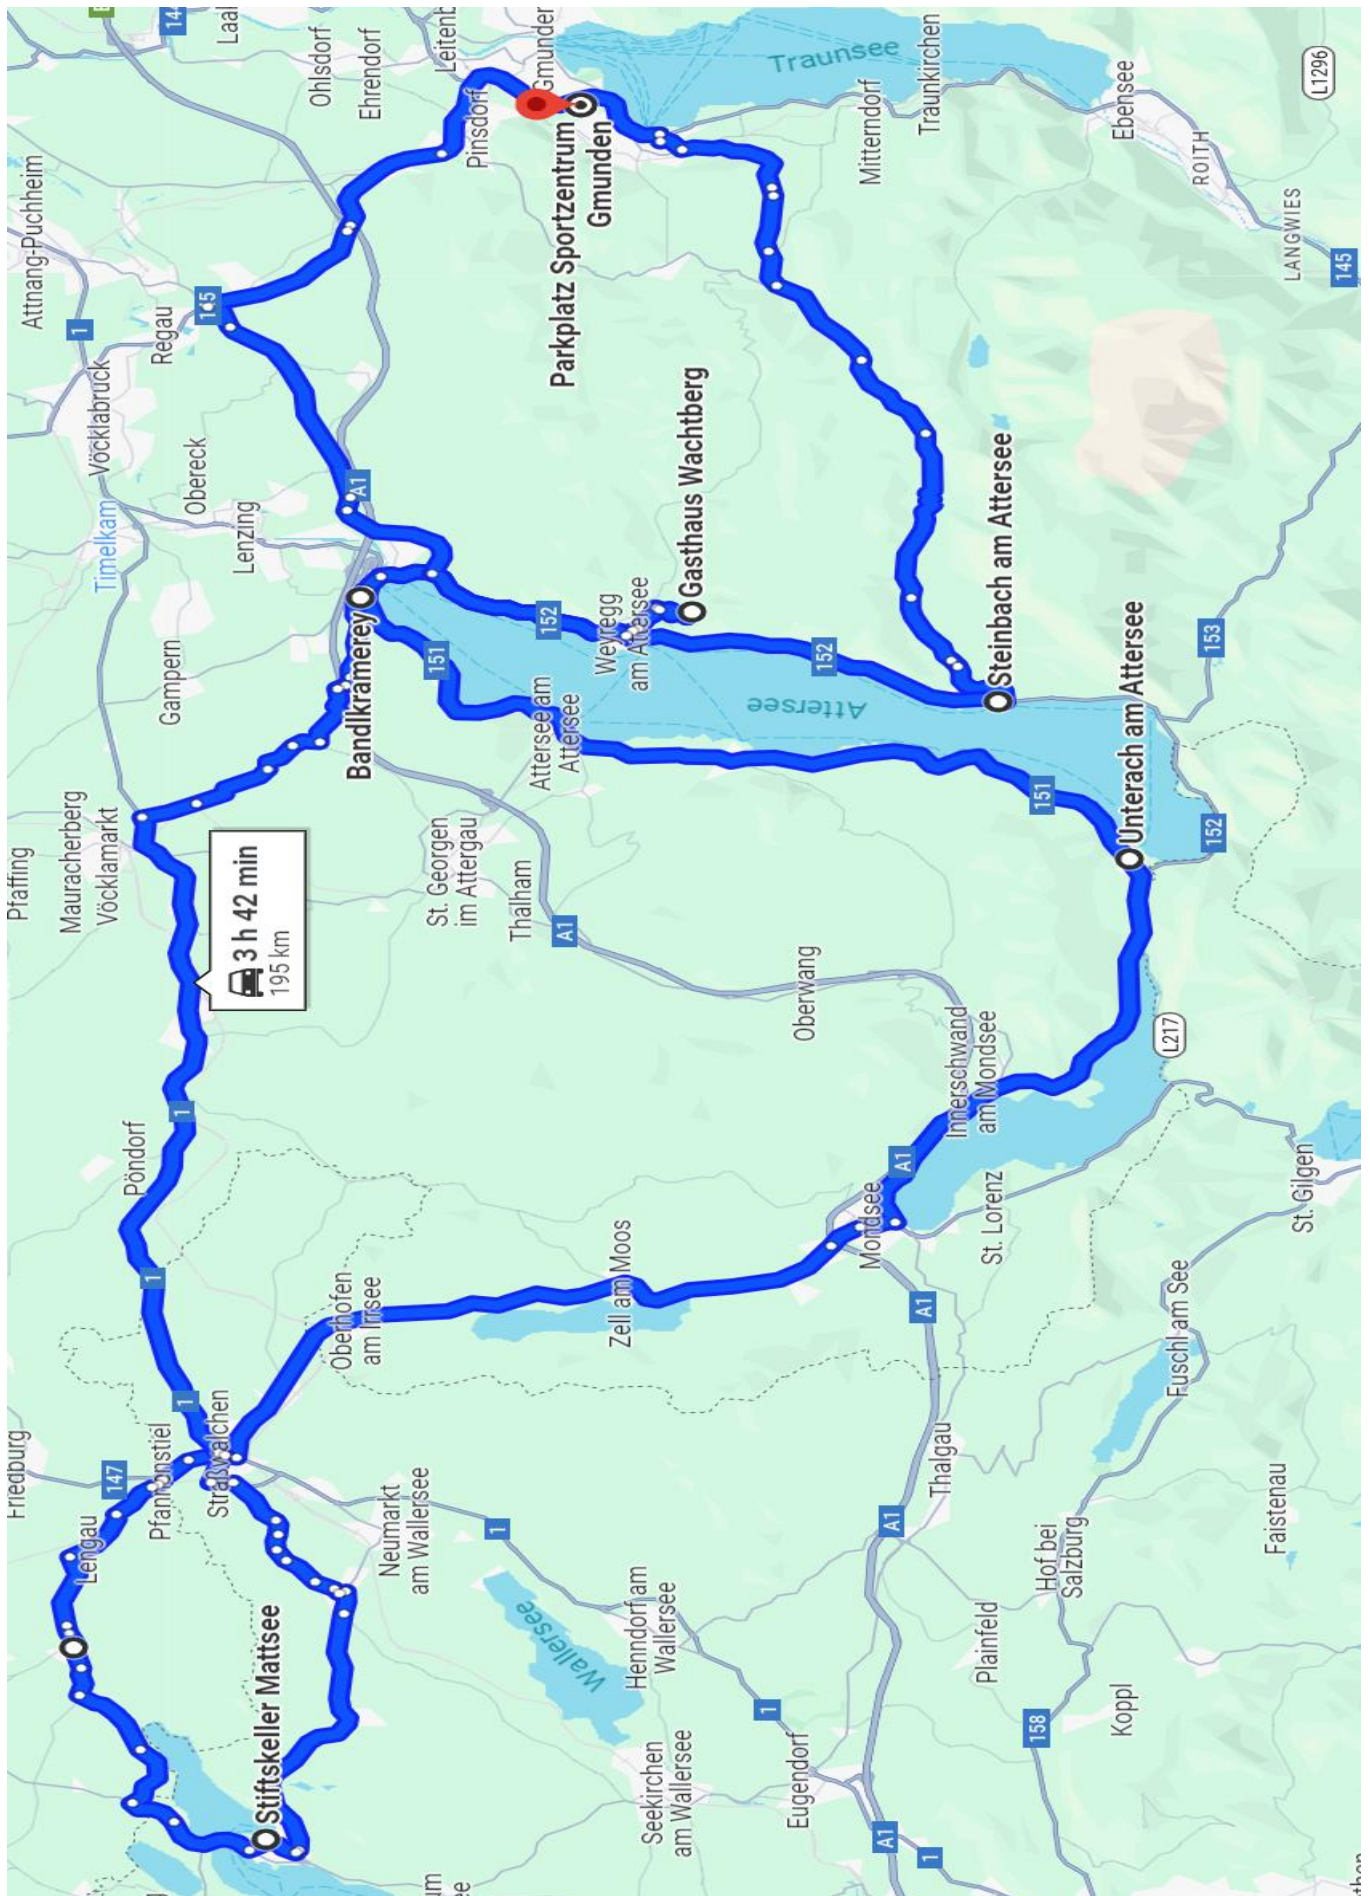 Friedburg
Pfaffing
Attnang-Puchheim
Mauracherberg
Vöcklamarkt
Lengau
147
Timelkam
1
Vöcklabruck
Pöndorf
Pfannenstiel
1
Gampern
Regau
144
1
1
Obereck
Straßwalchen
145
Laa
Lenzing
3 h 42 min
195 km
Stiftskeller Mattsee
Ohlsdorf
Ehrendorf
Oberhofen
am Irrsee
Bandlkramerey
A1
Neumarkt
am Wallersee
St. Georgen
im Attergau
151
Leitenb
um
ee
Pinsdorf
1
Thalham
Wallersee
Attersee am
Attersee
152
Gmunden
A1
Parkplatz Sportzentrum
Gmunden
Zell am Moos
Weyregg
am Attersee
Henndorf am
Wallersee
Seekirchen
am Wallersee
Gasthaus Wachtberg
1
Eugendorf
Oberwang
152
Attersee
Traunsee
Mondsee
Mitterndorf
A1
A1
A1
1
A1
Thalgau
Traunkirchen
Innerschwand
am Mondsee
St. Lorenz
Plainfeld
Steinbach am Attersee
158
Hof bei
Salzburg
151
Koppl
Unterach am Attersee
Ebensee
L217
Fuschl am See
152
153
ROITH
Faistenau
St. Gilgen
LANGWIES
L1296
145